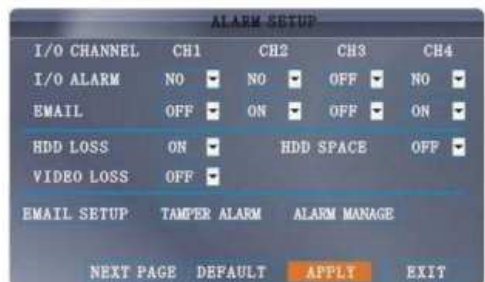 ALARM SETUP
I/O CHANNEL CH1 CH2 CH3 CH4
I/O ALARM NO NO OFF NO
EMAIL OFF ON OFF ON
HDD LOSS ON HDD SPACE OFF
VIDEO LOSS OFF
EMAIL SETUP TAMPER ALARM ALARM MANAGE
NEXT PAGE DEFAULT APPLY EXIT